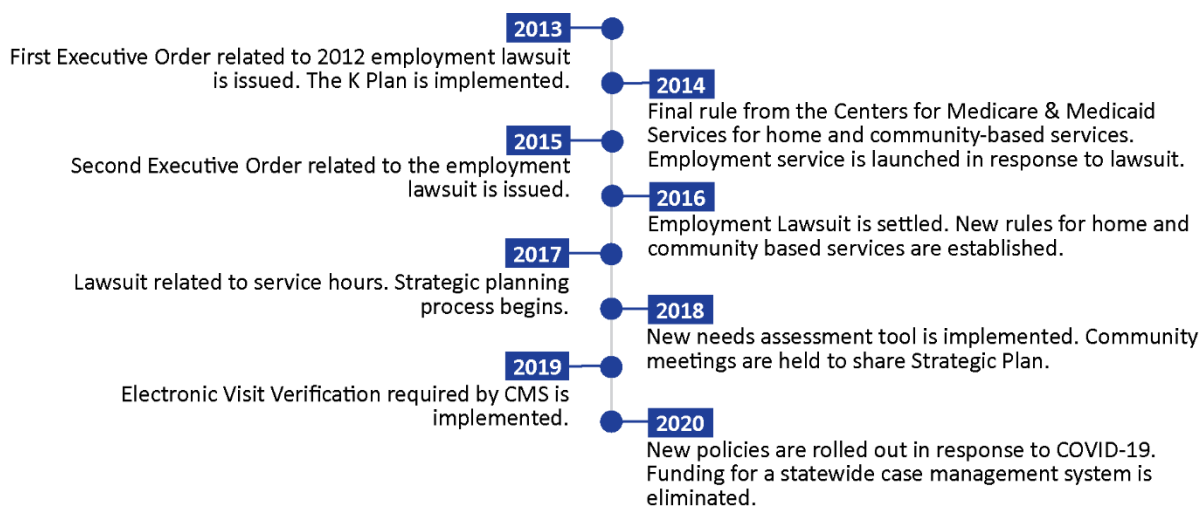 2013
First Executive Order related to 2012 employment lawsuit
is issued. The K Plan is implemented.
2014
Final rule from the Centers for Medicare & Medicaid
Services for home and community-based services.
Employment service is launched in response to lawsuit.
2015
Second Executive Order related to the employment
lawsuit is issued.
2016
Employment Lawsuit is settled. New rules for home and
community based services are established.
2017
Lawsuit related to service hours. Strategic planning
process begins.
2018
New needs assessment tool is implemented. Community
meetings are held to share Strategic Plan.
2019
Electronic Visit Verification required by CMS is
implemented.
2020
New policies are rolled out in response to COVID-19.
Funding for a statewide case management system is
eliminated.